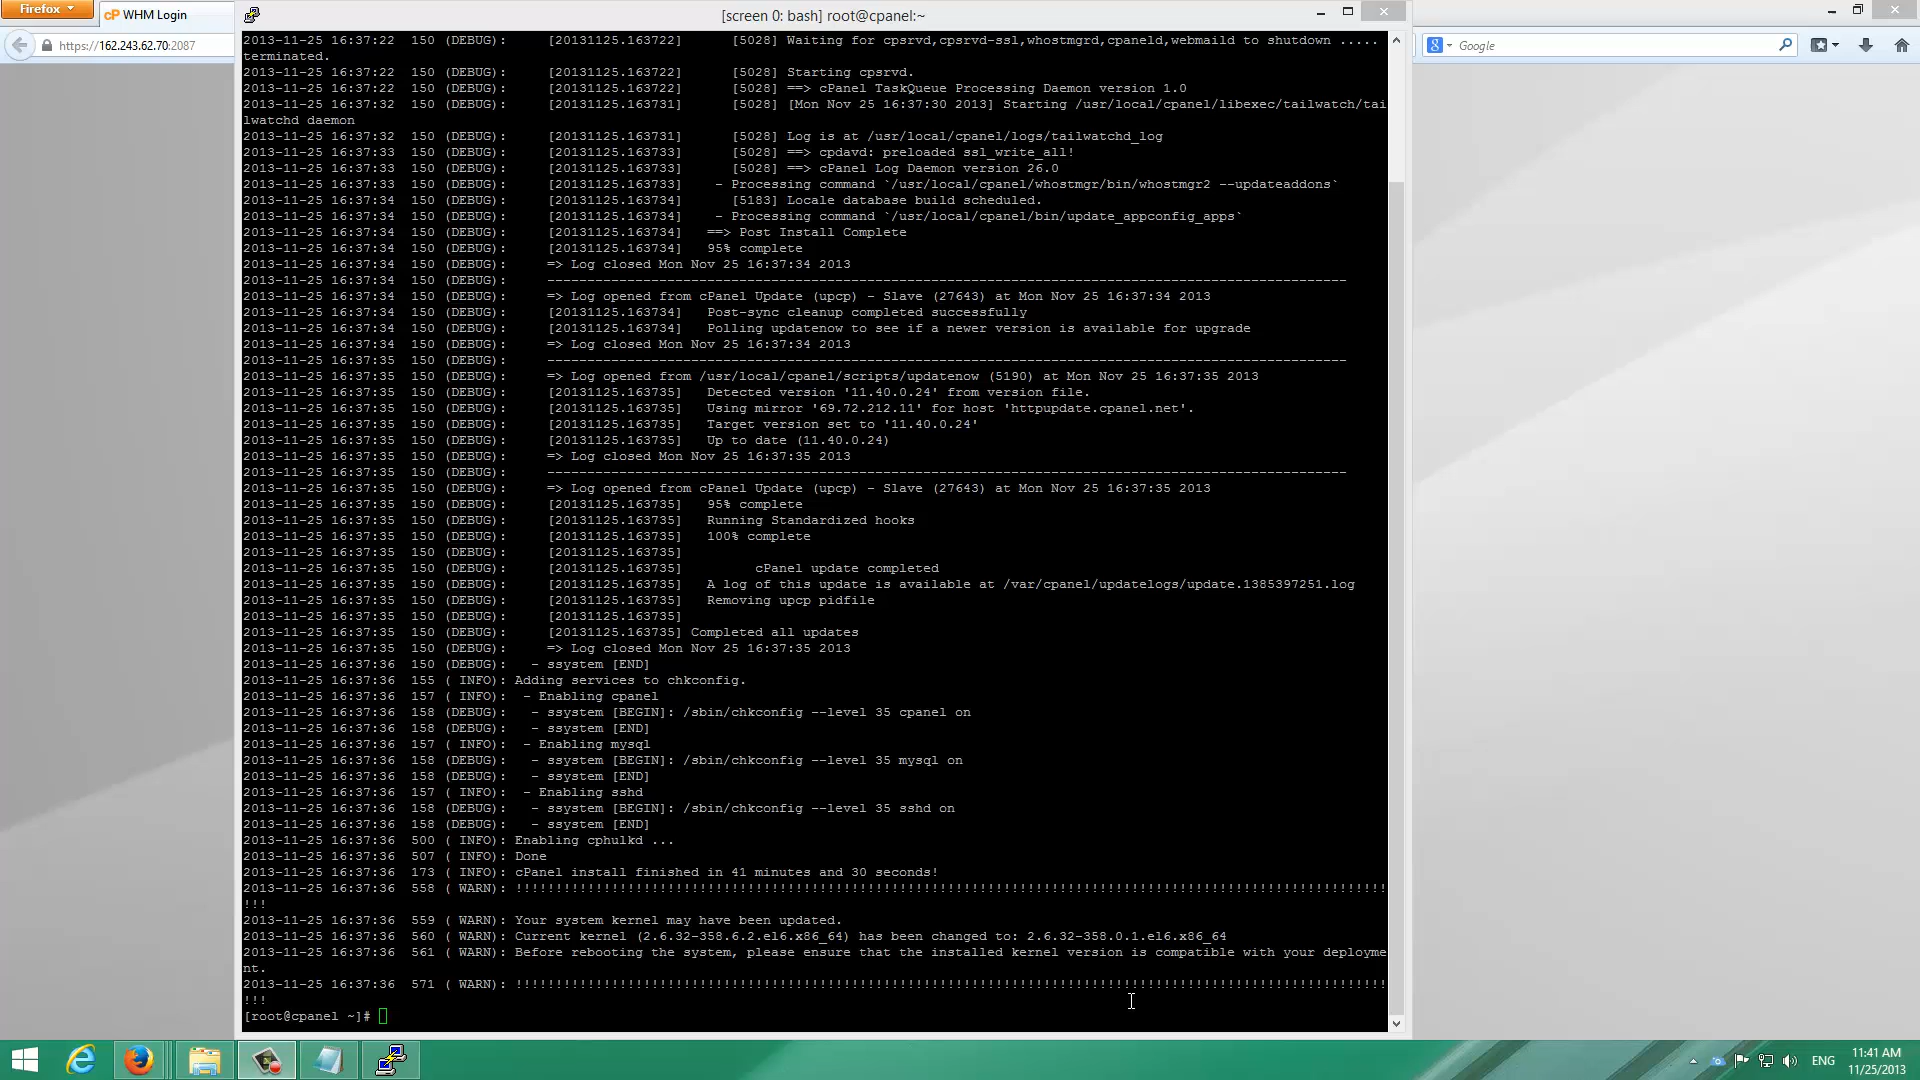 Firefox
WHM Login
[screen 0: bash] root@cpanel:~
https://162.243.62.70:2087
Google
2013-11-25 16:37:22  150 (DEBUG):     [20131125.163722]      [5028] Waiting for cpsrvd,cpsrvd-ssl,whostmgrd,cpaneld,webmaild to shutdown .....
terminated.
2013-11-25 16:37:22  150 (DEBUG):     [20131125.163722]      [5028] Starting cpsrvd.
2013-11-25 16:37:22  150 (DEBUG):     [20131125.163722]      [5028] ==> cPanel TaskQueue Processing Daemon version 1.0
2013-11-25 16:37:32  150 (DEBUG):     [20131125.163731]      [5028] [Mon Nov 25 16:37:30 2013] Starting /usr/local/cpanel/libexec/tailwatch/tai
lwatchd daemon
2013-11-25 16:37:32  150 (DEBUG):     [20131125.163731]      [5028] Log is at /usr/local/cpanel/logs/tailwatchd_log
2013-11-25 16:37:33  150 (DEBUG):     [20131125.163733]      [5028] ==> cpdavd: preloaded ssl_write_all!
2013-11-25 16:37:33  150 (DEBUG):     [20131125.163733]      [5028] ==> cPanel Log Daemon version 26.0
2013-11-25 16:37:33  150 (DEBUG):     [20131125.163733]    - Processing command `/usr/local/cpanel/whostmgr/bin/whostmgr2 --updateaddons`
2013-11-25 16:37:34  150 (DEBUG):     [20131125.163734]      [5183] Locale database build scheduled.
2013-11-25 16:37:34  150 (DEBUG):     [20131125.163734]    - Processing command `/usr/local/cpanel/bin/update_appconfig_apps`
2013-11-25 16:37:34  150 (DEBUG):     [20131125.163734]   ==> Post Install Complete
2013-11-25 16:37:34  150 (DEBUG):     [20131125.163734]   95% complete
2013-11-25 16:37:34  150 (DEBUG):     => Log closed Mon Nov 25 16:37:34 2013
2013-11-25 16:37:34  150 (DEBUG):     ----------------------------------------------------------------------------------------------------
2013-11-25 16:37:34  150 (DEBUG):     => Log opened from cPanel Update (upcp) - Slave (27643) at Mon Nov 25 16:37:34 2013
2013-11-25 16:37:34  150 (DEBUG):     [20131125.163734]   Post-sync cleanup completed successfully
2013-11-25 16:37:34  150 (DEBUG):     [20131125.163734]   Polling updatenow to see if a newer version is available for upgrade
2013-11-25 16:37:34  150 (DEBUG):     => Log closed Mon Nov 25 16:37:34 2013
2013-11-25 16:37:35  150 (DEBUG):     ----------------------------------------------------------------------------------------------------
2013-11-25 16:37:35  150 (DEBUG):     => Log opened from /usr/local/cpanel/scripts/updatenow (5190) at Mon Nov 25 16:37:35 2013
2013-11-25 16:37:35  150 (DEBUG):     [20131125.163735]   Detected version '11.40.0.24' from version file.
2013-11-25 16:37:35  150 (DEBUG):     [20131125.163735]   Using mirror '69.72.212.11' for host 'httpupdate.cpanel.net'.
2013-11-25 16:37:35  150 (DEBUG):     [20131125.163735]   Target version set to '11.40.0.24'
2013-11-25 16:37:35  150 (DEBUG):     [20131125.163735]   Up to date (11.40.0.24)
2013-11-25 16:37:35  150 (DEBUG):     => Log closed Mon Nov 25 16:37:35 2013
2013-11-25 16:37:35  150 (DEBUG):     ----------------------------------------------------------------------------------------------------
2013-11-25 16:37:35  150 (DEBUG):     => Log opened from cPanel Update (upcp) - Slave (27643) at Mon Nov 25 16:37:35 2013
2013-11-25 16:37:35  150 (DEBUG):     [20131125.163735]   95% complete
2013-11-25 16:37:35  150 (DEBUG):     [20131125.163735]   Running Standardized hooks
2013-11-25 16:37:35  150 (DEBUG):     [20131125.163735]   100% complete
2013-11-25 16:37:35  150 (DEBUG):     [20131125.163735]
2013-11-25 16:37:35  150 (DEBUG):     [20131125.163735]         cPanel update completed
2013-11-25 16:37:35  150 (DEBUG):     [20131125.163735]   A log of this update is available at /var/cpanel/updatelogs/update.1385397251.log
2013-11-25 16:37:35  150 (DEBUG):     [20131125.163735]   Removing upcp pidfile
2013-11-25 16:37:35  150 (DEBUG):     [20131125.163735]
2013-11-25 16:37:35  150 (DEBUG):     [20131125.163735] Completed all updates
2013-11-25 16:37:35  150 (DEBUG):     => Log closed Mon Nov 25 16:37:35 2013
2013-11-25 16:37:36  150 (DEBUG):   - ssystem [END]
2013-11-25 16:37:36  155 ( INFO): Adding services to chkconfig.
2013-11-25 16:37:36  157 ( INFO):  - Enabling cpanel
2013-11-25 16:37:36  158 (DEBUG):   - ssystem [BEGIN]: /sbin/chkconfig --level 35 cpanel on
2013-11-25 16:37:36  158 (DEBUG):   - ssystem [END]
2013-11-25 16:37:36  157 ( INFO):  - Enabling mysql
2013-11-25 16:37:36  158 (DEBUG):   - ssystem [BEGIN]: /sbin/chkconfig --level 35 mysql on
2013-11-25 16:37:36  158 (DEBUG):   - ssystem [END]
2013-11-25 16:37:36  157 ( INFO):  - Enabling sshd
2013-11-25 16:37:36  158 (DEBUG):   - ssystem [BEGIN]: /sbin/chkconfig --level 35 sshd on
2013-11-25 16:37:36  158 (DEBUG):   - ssystem [END]
2013-11-25 16:37:36  500 ( INFO): Enabling cphulkd ...
2013-11-25 16:37:36  507 ( INFO): Done
2013-11-25 16:37:36  173 ( INFO): cPanel install finished in 41 minutes and 30 seconds!
2013-11-25 16:37:36  558 ( WARN): !!!!!!!!!!!!!!!!!!!!!!!!!!!!!!!!!!!!!!!!!!!!!!!!!!!!!!!!!!!!!!!!!!!!!!!!!!!!!!!!!!!!!!!!!!!!!!!!!!!!!!!!!!!!!
!!!
2013-11-25 16:37:36  559 ( WARN): Your system kernel may have been updated.
2013-11-25 16:37:36  560 ( WARN): Current kernel (2.6.32-358.6.2.el6.x86_64) has been changed to: 2.6.32-358.0.1.el6.x86_64
2013-11-25 16:37:36  561 ( WARN): Before rebooting the system, please ensure that the installed kernel version is compatible with your deployme
nt.
2013-11-25 16:37:36  571 ( WARN): !!!!!!!!!!!!!!!!!!!!!!!!!!!!!!!!!!!!!!!!!!!!!!!!!!!!!!!!!!!!!!!!!!!!!!!!!!!!!!!!!!!!!!!!!!!!!!!!!!!!!!!!!!!!!
!!!
[root@cpanel ~]#
ENG
11:41 AM
11/25/2013